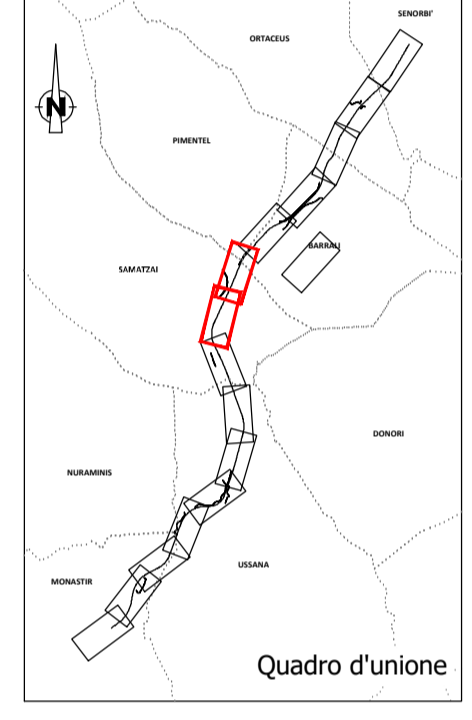 SENORBI'
ORTACEUS
N
PIMENTEL
BARRALI
SAMATZAI
DONORI
NURAMINIS
USSANA
MONASTIR
Quadro d'unione